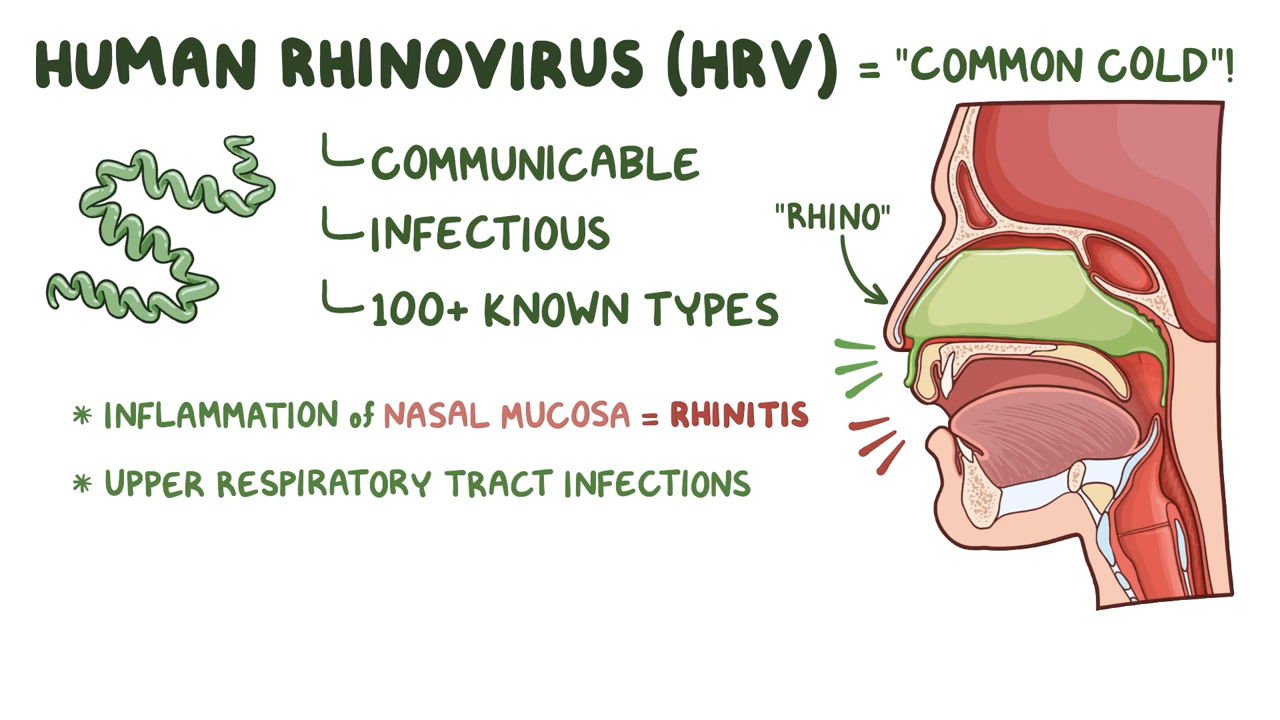 HUMAN RHINOVIRUS (HRV) = "COMMON COLD"!
COMMUNICABLE
INFECTIOUS
100+ KNOWN TYPES
"RHINO"
* INFLAMMATION of NASAL MUCOSA = RHINITIS
* UPPER RESPIRATORY TRACT INFECTIONS